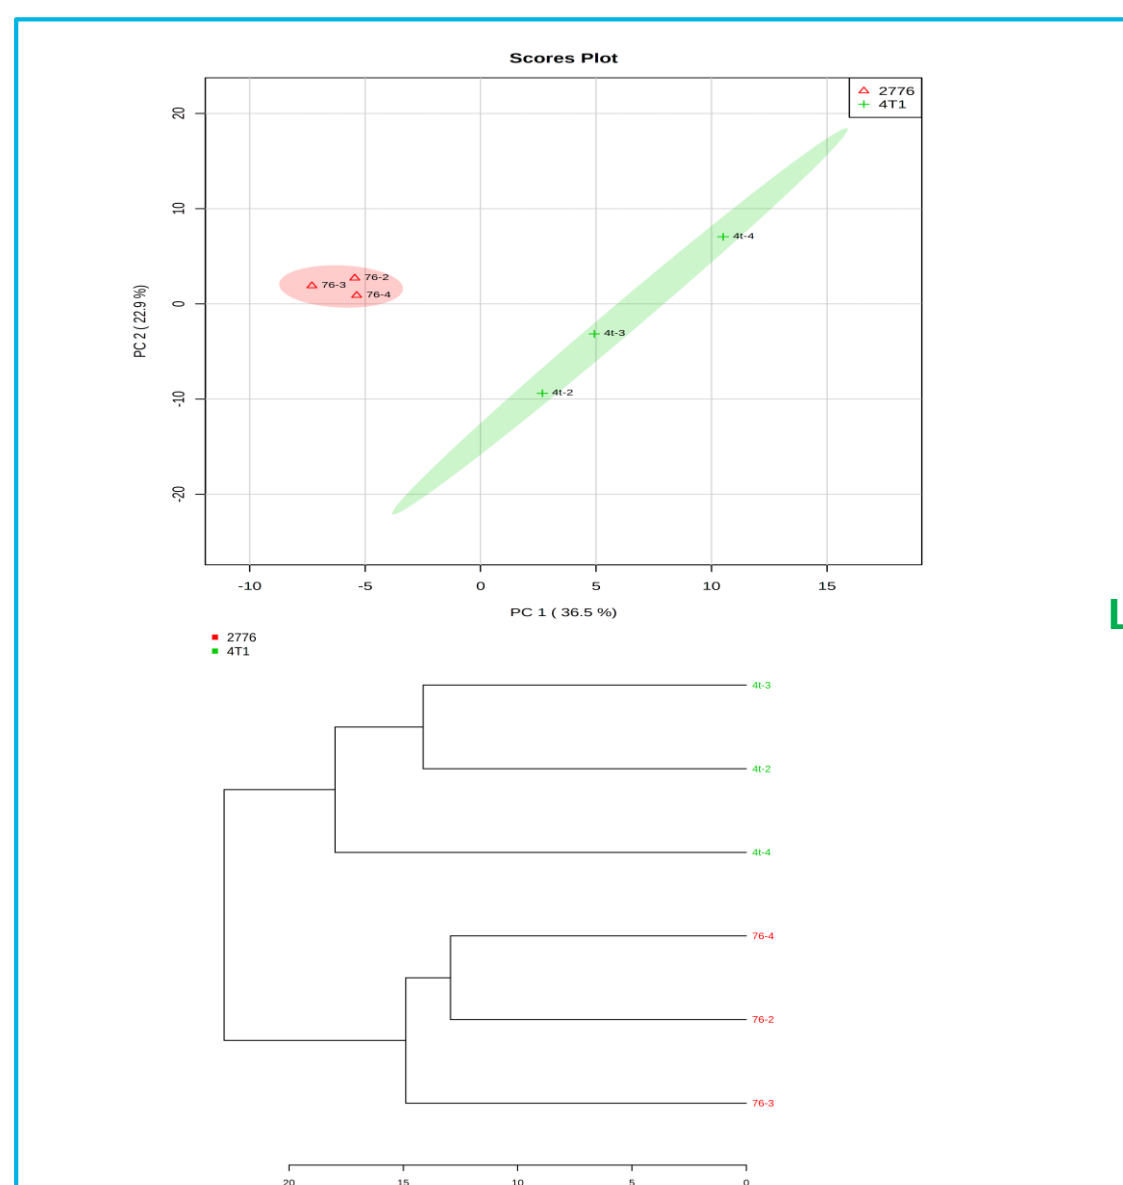 Scores Plot
2776
4T1
20
10
0
-10
-20
PC 2 ( 22.9 %)
4t-4
76-2
76-3
76-4
4t-3
4t-2
-10 -5 0 5 10 15
PC 1 ( 36.5 %)
L
2776
4T1
4t-3
4t-2
4t-4
76-4
76-2
76-3
20 15 10 5 0